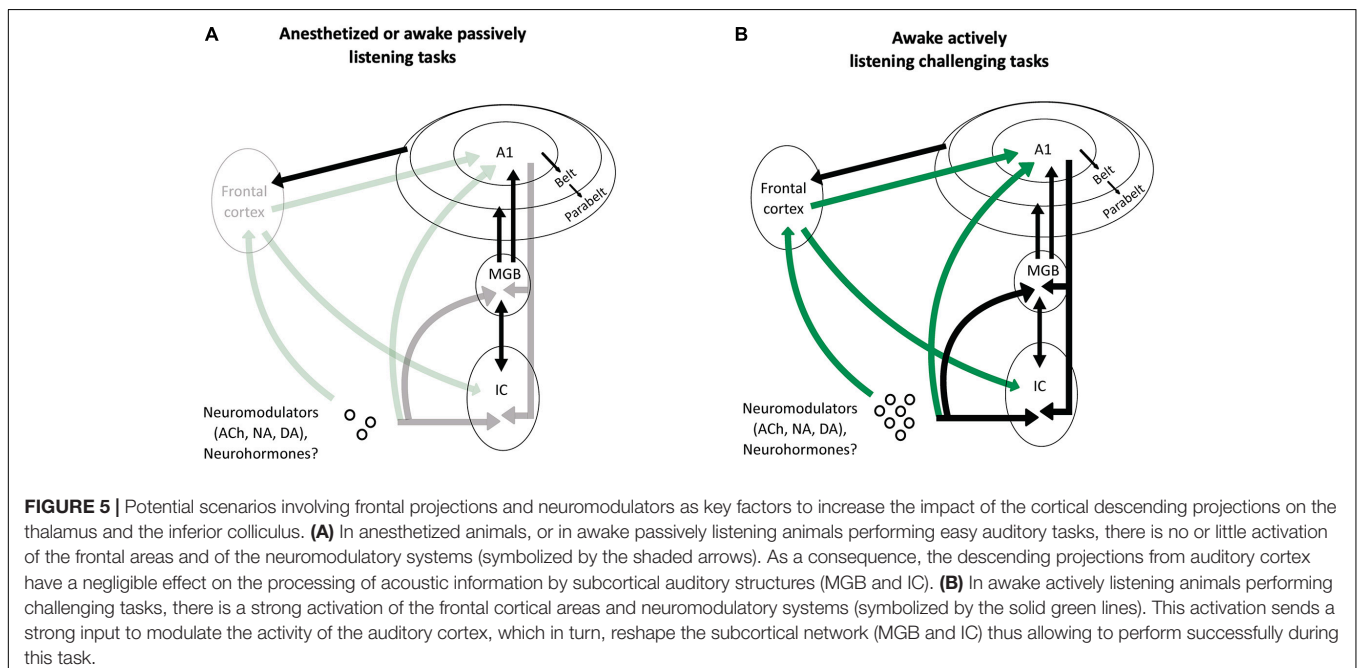 A
Anesthetized or awake passively
listening tasks
A1
Belt
Parabelt
Frontal
cortex
MGB
IC
Neuromodulators
(ACh, NA, DA),
Neurohormones?
B
Awake actively
listening challenging tasks
A1
Belt
Parabelt
Frontal
cortex
MGB
IC
Neuromodulators
(ACh, NA, DA),
Neurohormones?
FIGURE 5 | Potential scenarios involving frontal projections and neuromodulators as key factors to increase the impact of the cortical descending projections on the
thalamus and the inferior colliculus. (A) In anesthetized animals, or in awake passively listening animals performing easy auditory tasks, there is no or little activation
of the frontal areas and of the neuromodulatory systems (symbolized by the shaded arrows). As a consequence, the descending projections from auditory cortex
have a negligible effect on the processing of acoustic information by subcortical auditory structures (MGB and IC). (B) In awake actively listening animals performing
challenging tasks, there is a strong activation of the frontal cortical areas and neuromodulatory systems (symbolized by the solid green lines). This activation sends a
strong input to modulate the activity of the auditory cortex, which in turn, reshape the subcortical network (MGB and IC) thus allowing to perform successfully during
this task.